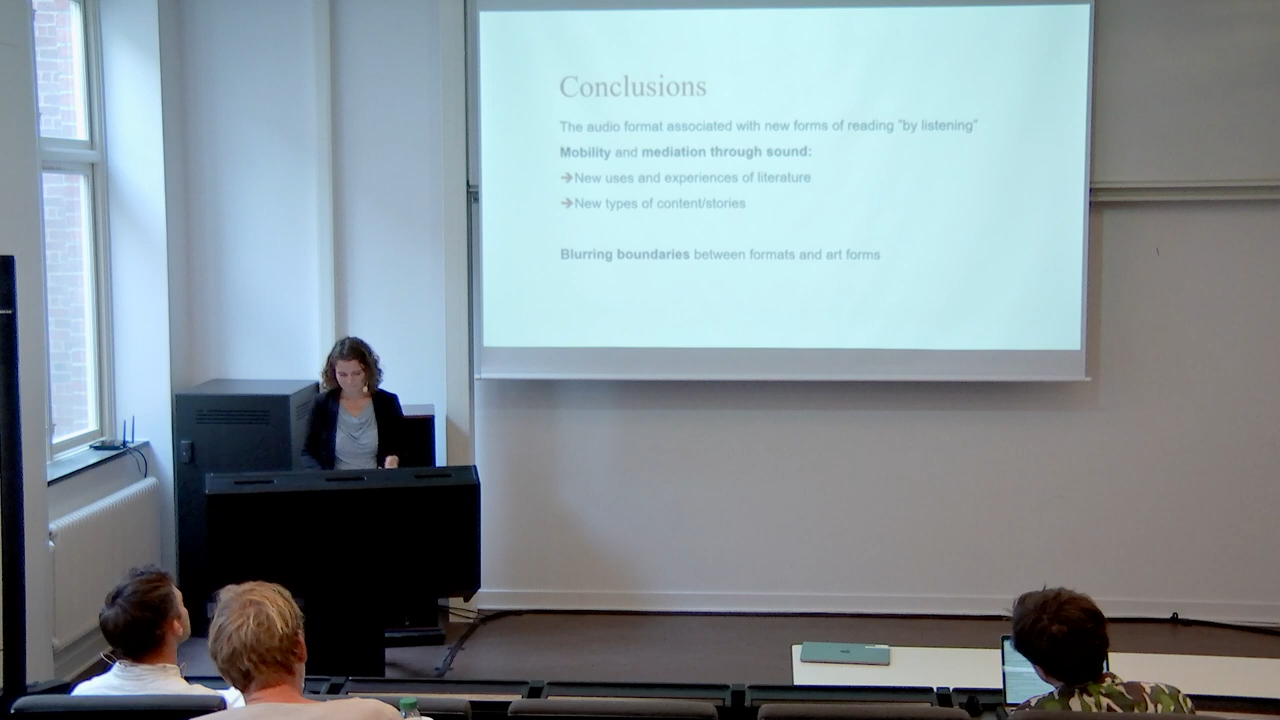 Conclusions
The audio format associated with new forms of reading "by listening"
Mobility and mediation through sound:
➔New uses and experiences of literature
➔New types of content/stories
Blurring boundaries between formats and art forms